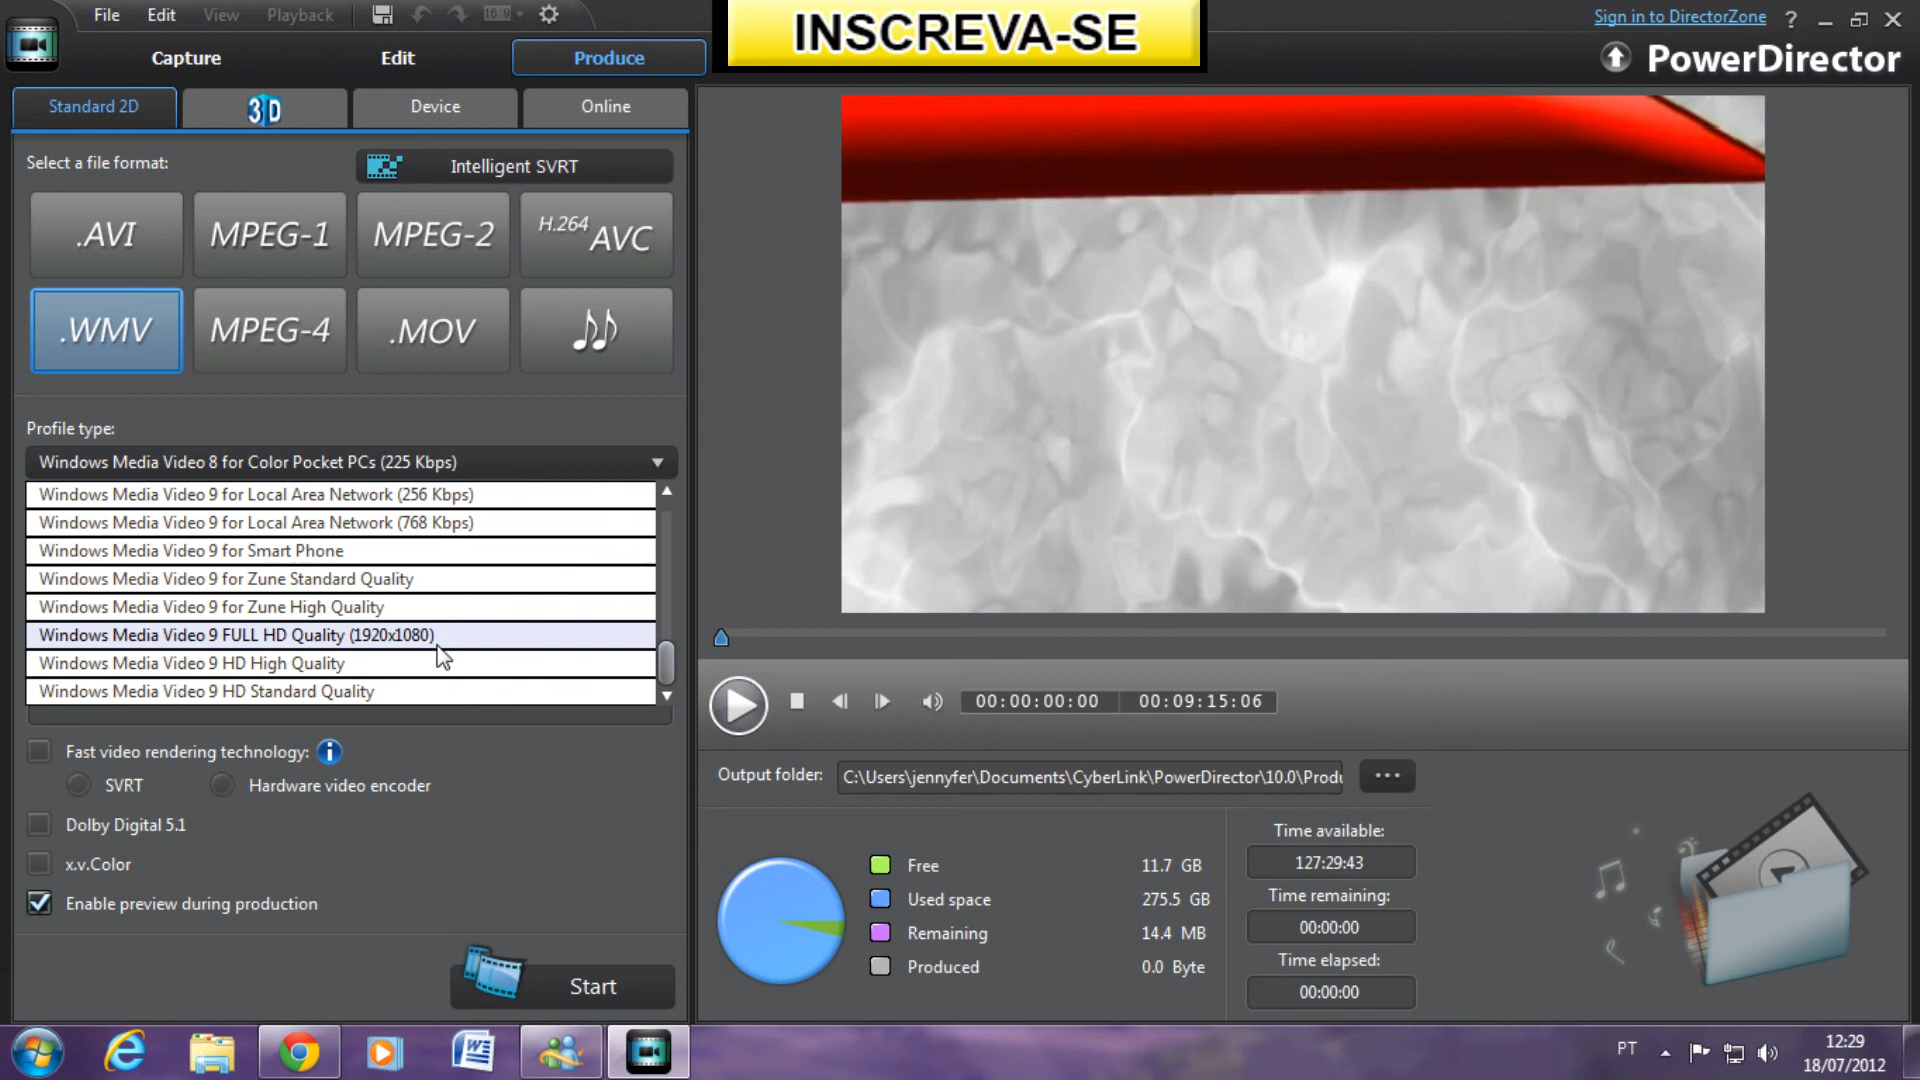 File Edit View Playback 16:9
INSCREVA-SE
Sign in to DirectorZone ?
PowerDirector
Capture Edit Produce
Standard 2D 3D Device Online
Select a file format:
Intelligent SVRT
.AVI MPEG-1 MPEG-2 H.264 AVC
.WMV MPEG-4 .MOV
Profile type:
Windows Media Video 8 for Color Pocket PCs (225 Kbps)
Windows Media Video 9 for Local Area Network (256 Kbps)
Windows Media Video 9 for Local Area Network (768 Kbps)
Windows Media Video 9 for Smart Phone
Windows Media Video 9 for Zune Standard Quality
Windows Media Video 9 for Zune High Quality
Windows Media Video 9 FULL HD Quality (1920x1080)
Windows Media Video 9 HD High Quality
Windows Media Video 9 HD Standard Quality
Fast video rendering technology: i
SVRT Hardware video encoder
Dolby Digital 5.1
x.v.Color
Enable preview during production
Start
00:00:00:00 00:09:15:06
Output folder: C:\Users\jennyfer\Documents\CyberLink\PowerDirector\10.0\Produ ...
Free 11.7 GB
Used space 275.5 GB
Remaining 14.4 MB
Produced 0.0 Byte
Time available:
127:29:43
Time remaining:
00:00:00
Time elapsed:
00:00:00
PT
12:29
18/07/2012